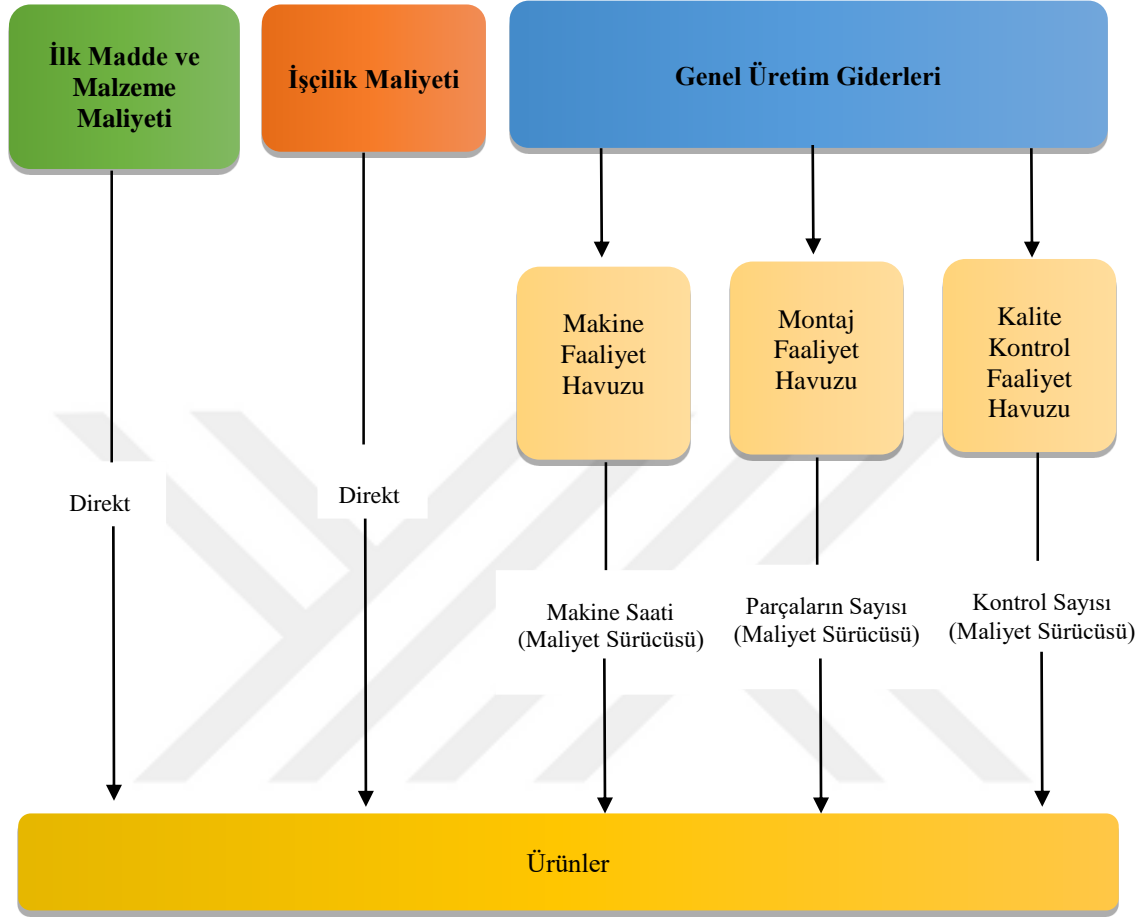 İlk Madde ve
Malzeme
Maliyeti
İşçilik Maliyeti
Genel Üretim Giderleri
Makine
Faaliyet
Havuzu
Montaj
Faaliyet
Havuzu
Kalite
Kontrol
Faaliyet
Havuzu
Direkt
Direkt
Makine Saati
(Maliyet Sürücüsü)
Parçaların Sayısı
(Maliyet Sürücüsü)
Kontrol Sayısı
(Maliyet Sürücüsü)
Ürünler